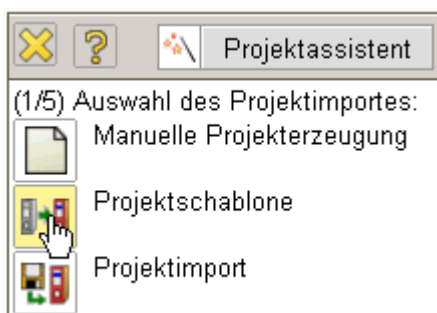 Projektassistent
(1/5) Auswahl des Projektimportes:
Manuelle Projekterzeugung
Projektschablone
Projektimport